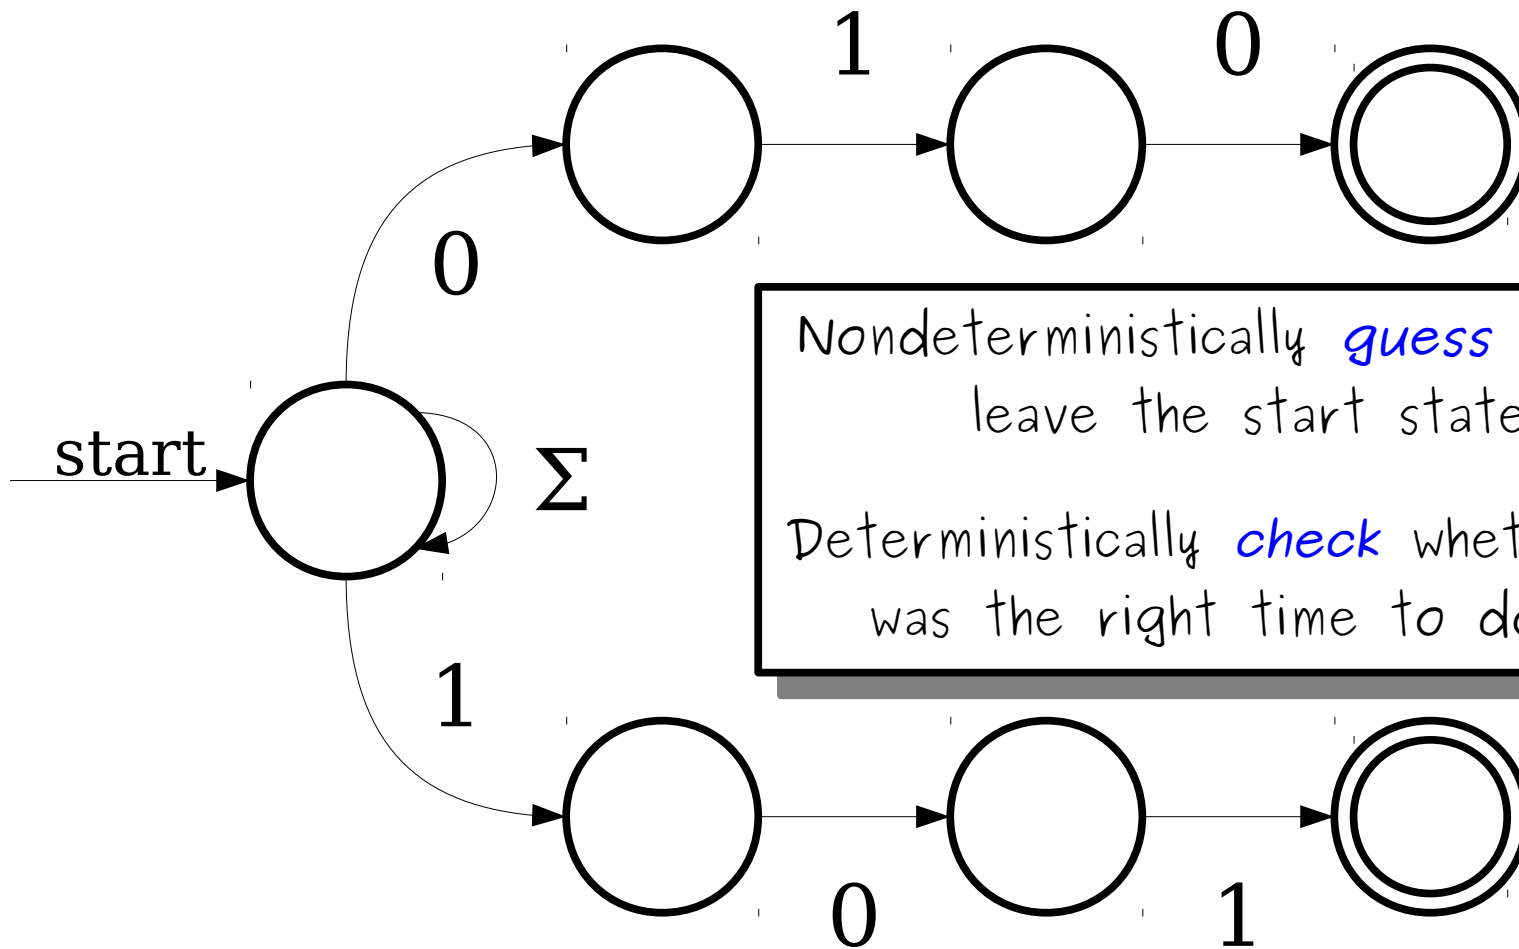 1
0
0
Nondeterministically guess
leave the start state
start
Σ
Deterministically check
was the right time to
1
0
1